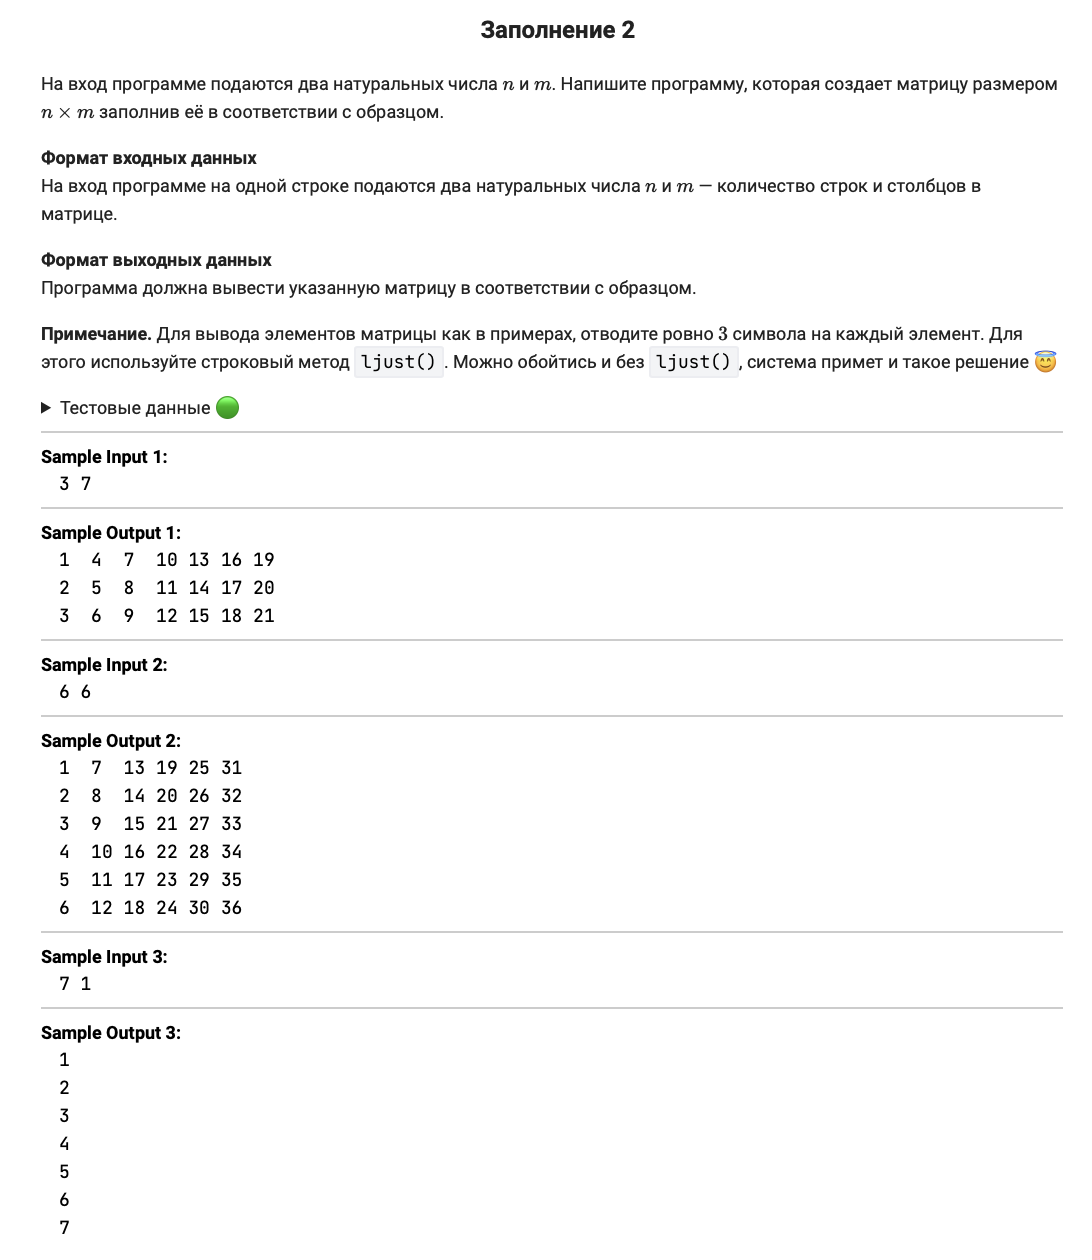 Заполнение 2
На вход программе подаются два натуральных числа n и m. Напишите программу, которая создает матрицу размером
n × m заполнив её в соответствии с образцом.
Формат входных данных
На вход программе на одной строке подаются два натуральных числа n и m — количество строк и столбцов в
матрице.
Формат выходных данных
Программа должна вывести указанную матрицу в соответствии с образцом.
Примечание. Для вывода элементов матрицы как в примерах, отводите ровно 3 символа на каждый элемент. Для
этого используйте строковый метод ljust(). Можно обойтись и без ljust(), система примет и такое решение 😇
▶ Тестовые данные 🟢
Sample Input 1:
3 7
Sample Output 1:
1  4  7  10 13 16 19
2  5  8  11 14 17 20
3  6  9  12 15 18 21
Sample Input 2:
6 6
Sample Output 2:
1  7  13 19 25 31
2  8  14 20 26 32
3  9  15 21 27 33
4  10 16 22 28 34
5  11 17 23 29 35
6  12 18 24 30 36
Sample Input 3:
7 1
Sample Output 3:
1
2
3
4
5
6
7